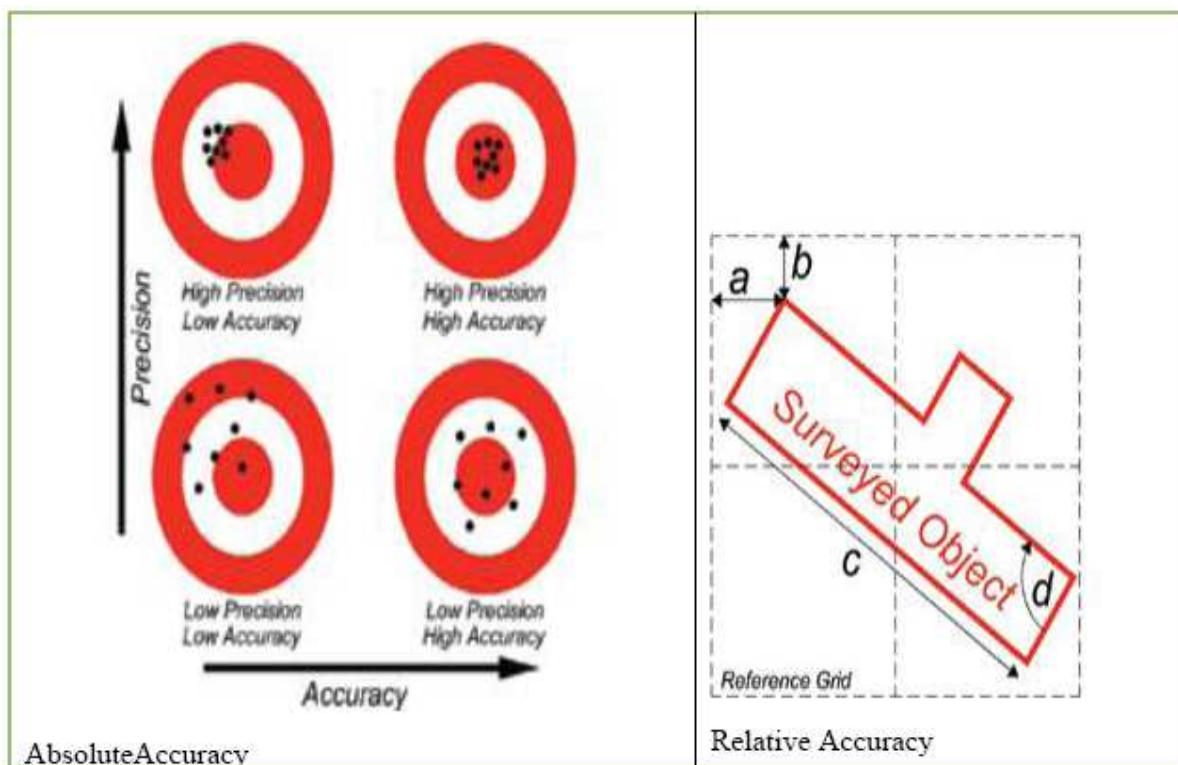 Precision
High Precision
Low Accuracy
High Precision
High Accuracy
Low Precision
Low Accuracy
Low Precision
High Accuracy
Accuracy
AbsoluteAccuracy
a
b
Surveyed Object
c
d
Reference Grid
Relative Accuracy